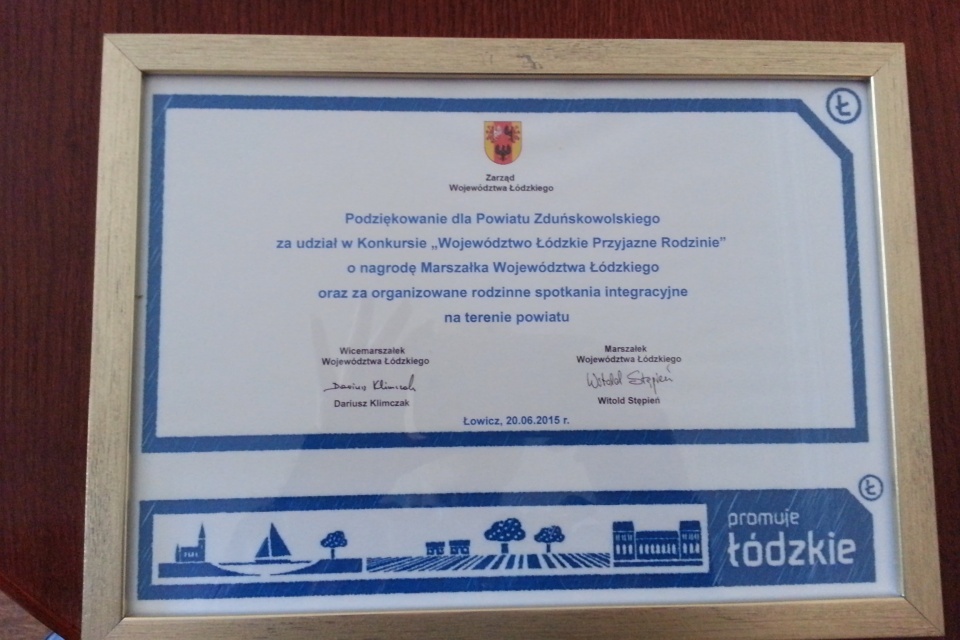 Ł
Zarząd
Województwa Łódzkiego
Podziękowanie dla Powiatu Zduńskowolskiego
za udział w Konkursie „Województwo Łódzkie Przyjazne Rodzinie”
o nagrodę Marszałka Województwa Łódzkiego
oraz za organizowane rodzinne spotkania integracyjne
na terenie powiatu
Wicemarszałek
Województwa Łódzkiego
Dariusz Klimczak
Dariusz Klimczak
Marszałek
Województwa Łódzkiego
Witold Stępień
Witold Stępień
Łowicz, 20.06.2015 r.
Ł
promuje
łódzkie